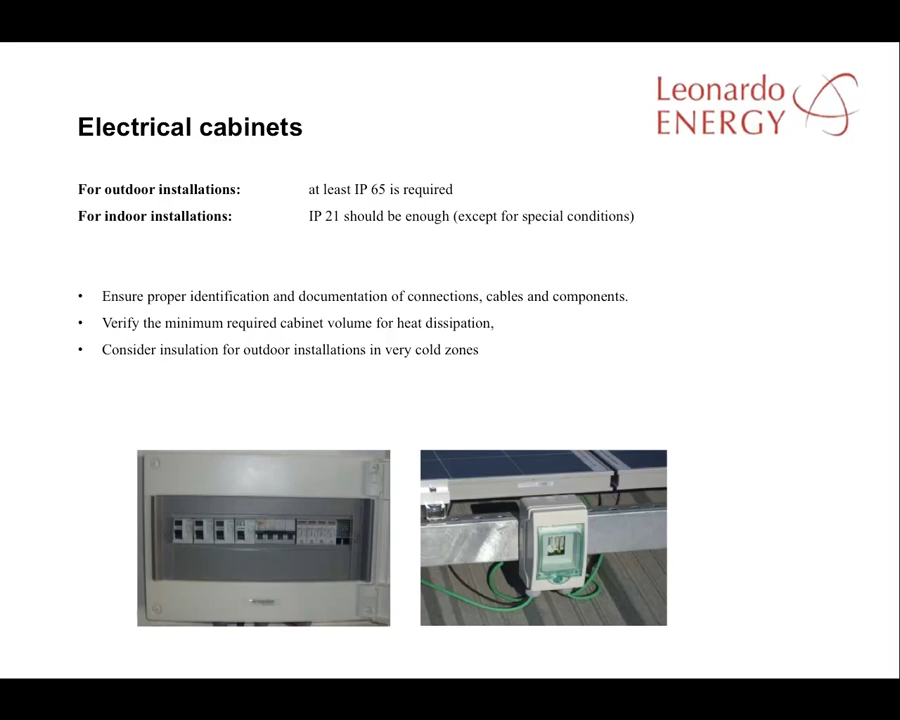 Leonardo
ENERGY
Electrical cabinets
For outdoor installations: at least IP 65 is required
For indoor installations: IP 21 should be enough (except for special conditions)
• Ensure proper identification and documentation of connections, cables and components.
• Verify the minimum required cabinet volume for heat dissipation,
• Consider insulation for outdoor installations in very cold zones